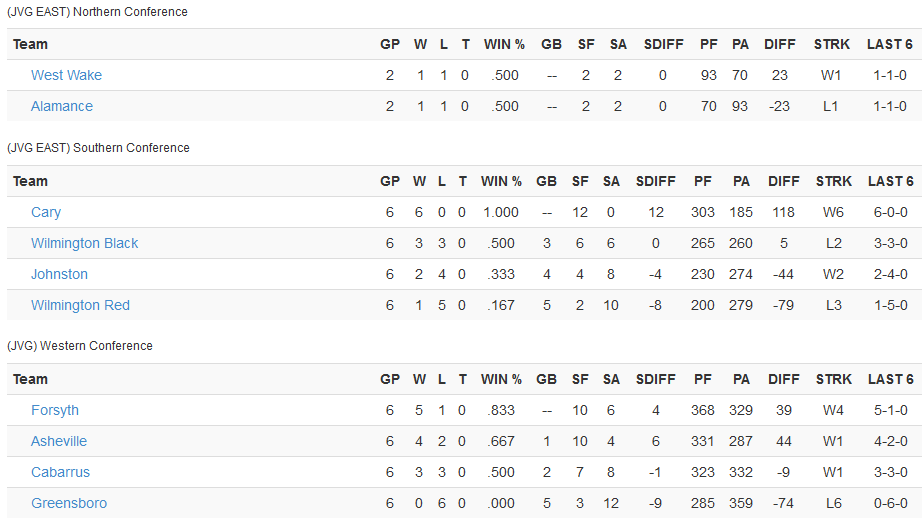 (JVG EAST) Northern Conference
Team GP W L T WIN % GB SF SA SDIFF PF PA DIFF STRK LAST 6
West Wake 2 1 1 0 .500 -- 2 2 0 93 70 23 W1 1-1-0
Alamance 2 1 1 0 .500 -- 2 2 0 70 93 -23 L1 1-1-0
(JVG EAST) Southern Conference
Team GP W L T WIN % GB SF SA SDIFF PF PA DIFF STRK LAST 6
Cary 6 6 0 0 1.000 -- 12 0 12 303 185 118 W6 6-0-0
Wilmington Black 6 3 3 0 .500 3 6 6 0 265 260 5 L2 3-3-0
Johnston 6 2 4 0 .333 4 4 8 -4 230 274 -44 W2 2-4-0
Wilmington Red 6 1 5 0 .167 5 2 10 -8 200 279 -79 L3 1-5-0
(JVG) Western Conference
Team GP W L T WIN % GB SF SA SDIFF PF PA DIFF STRK LAST 6
Forsyth 6 5 1 0 .833 -- 10 6 4 368 329 39 W4 5-1-0
Asheville 6 4 2 0 .667 1 10 4 6 331 287 44 W1 4-2-0
Cabarrus 6 3 3 0 .500 2 7 8 -1 323 332 -9 W1 3-3-0
Greensboro 6 0 6 0 .000 5 3 12 -9 285 359 -74 L6 0-6-0